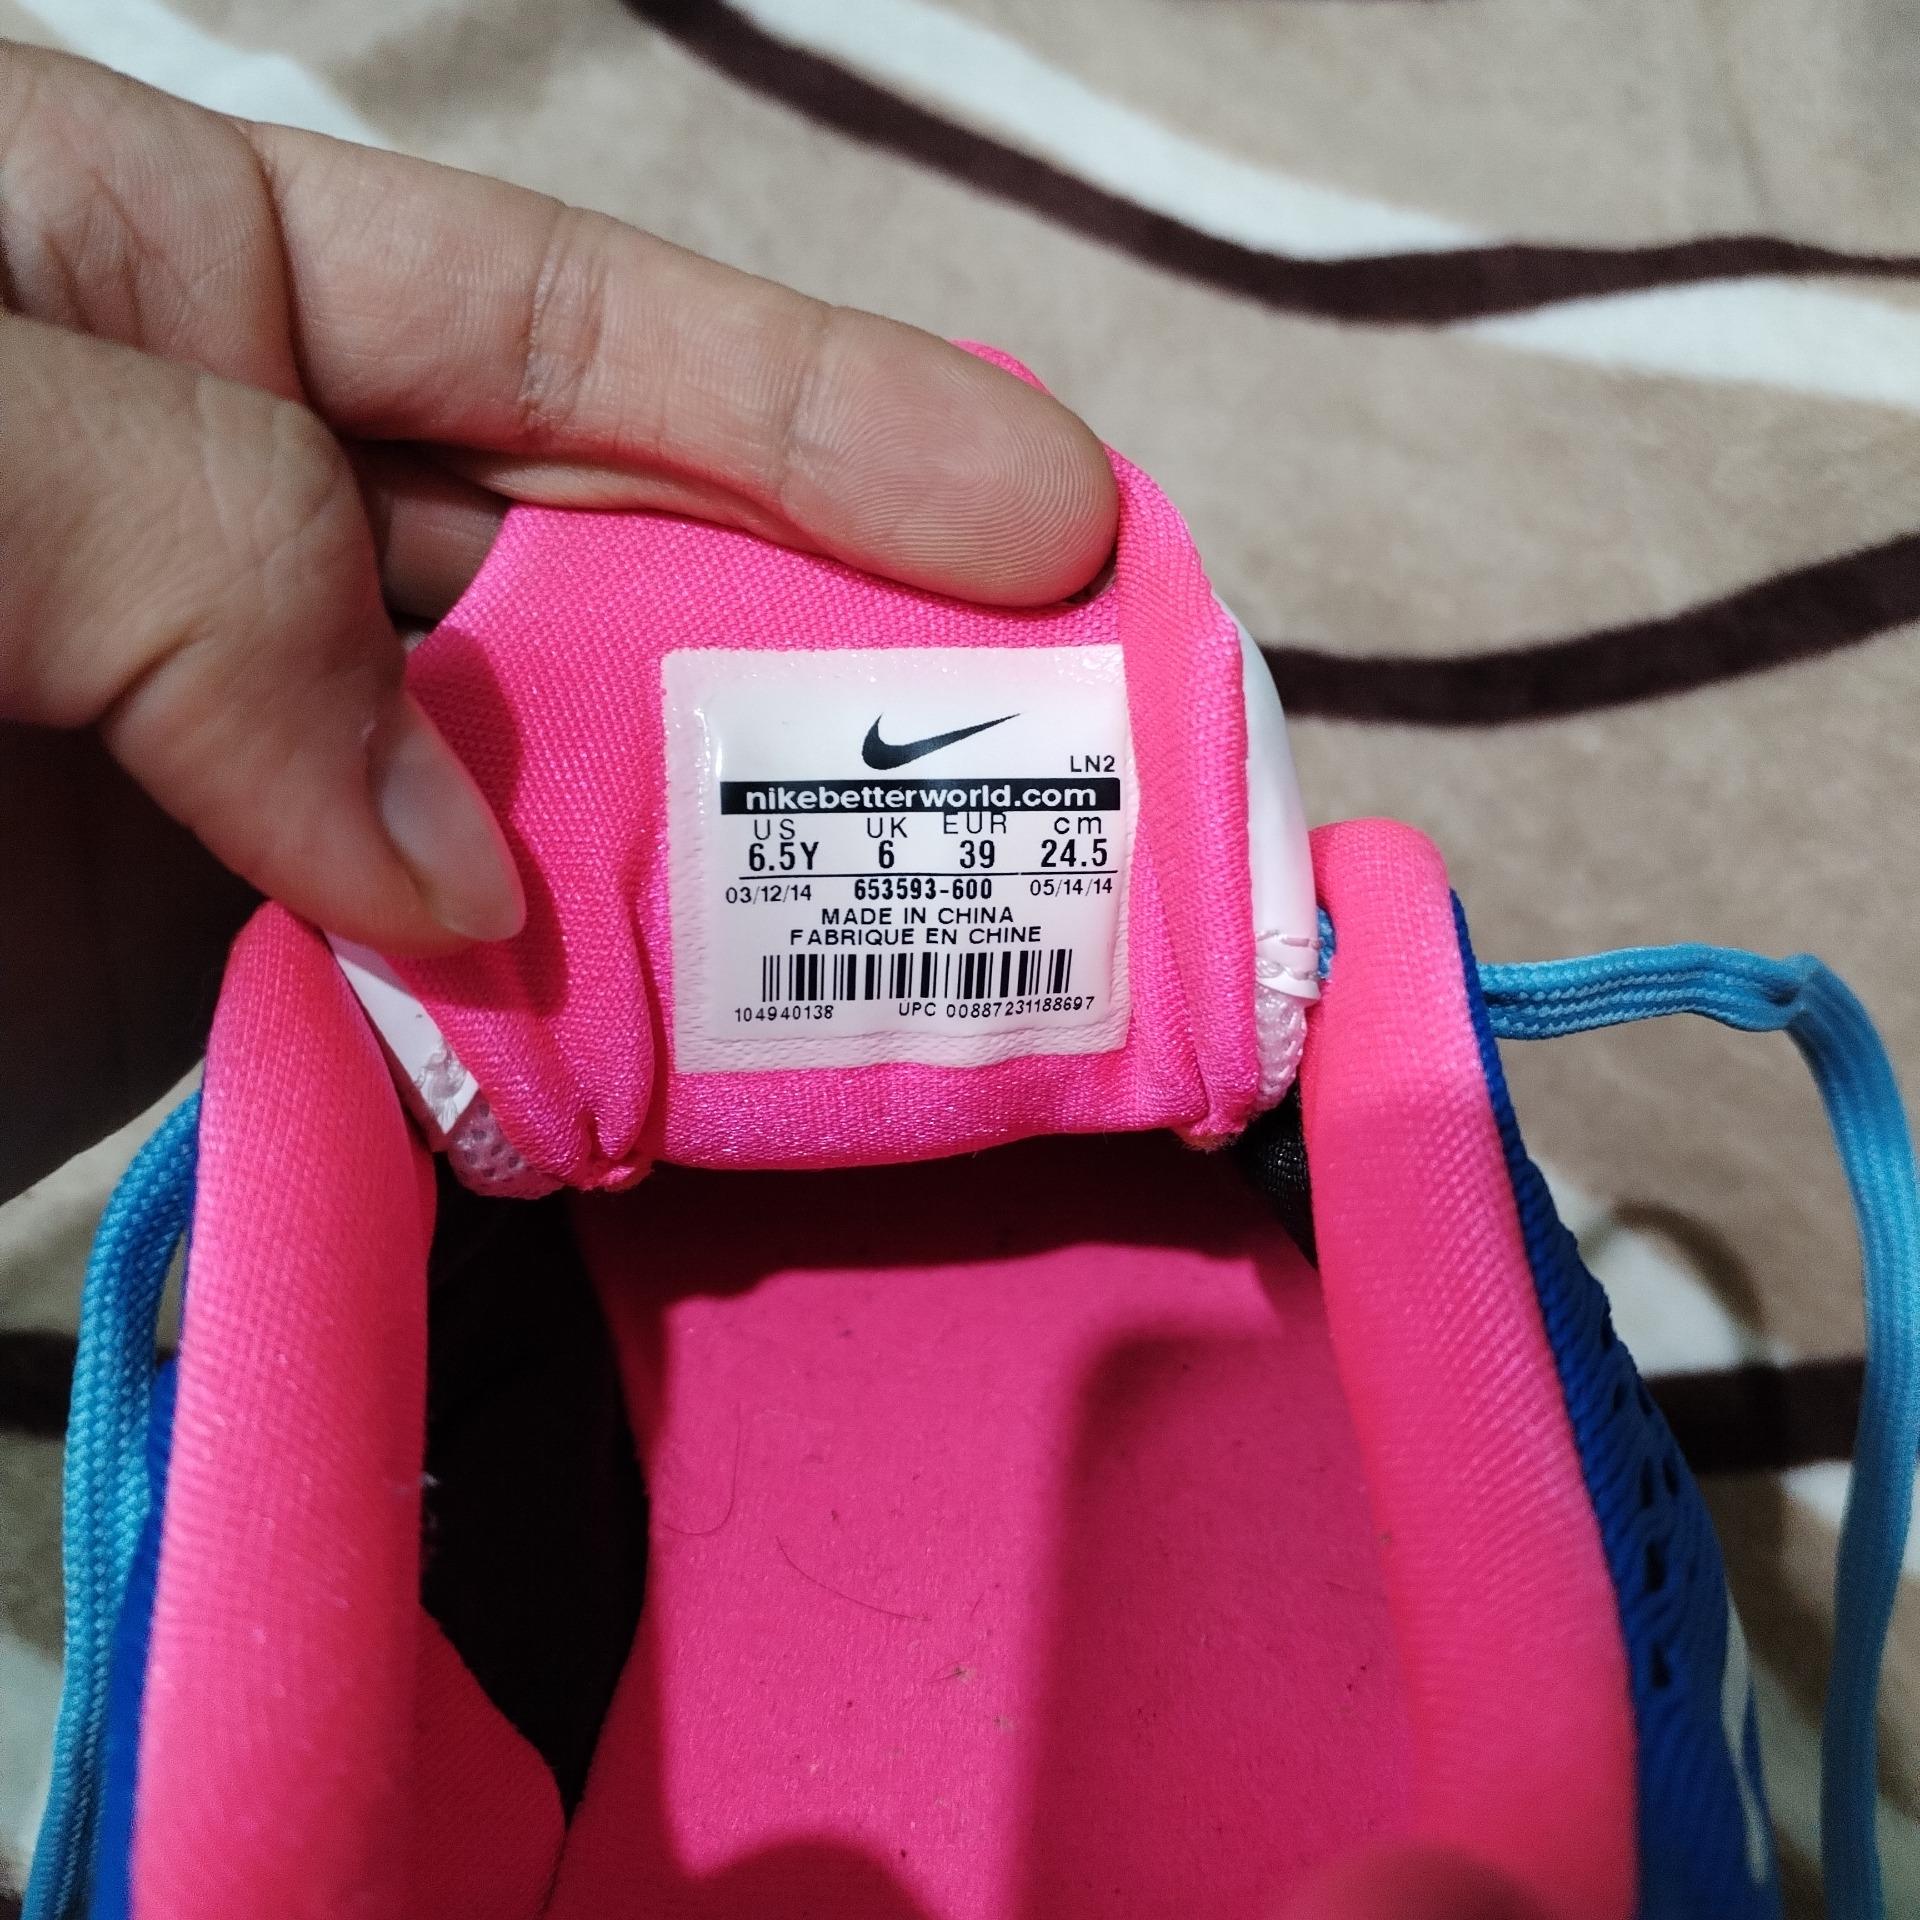 LN2
nikebetterworld.com
US UK EUR cm
6.5Y 6 39 24.5
03/12/14 653593-600 05/14/14
MADE IN CHINA
FABRIQUE EN CHINE
104940138 UPC 00887231188697